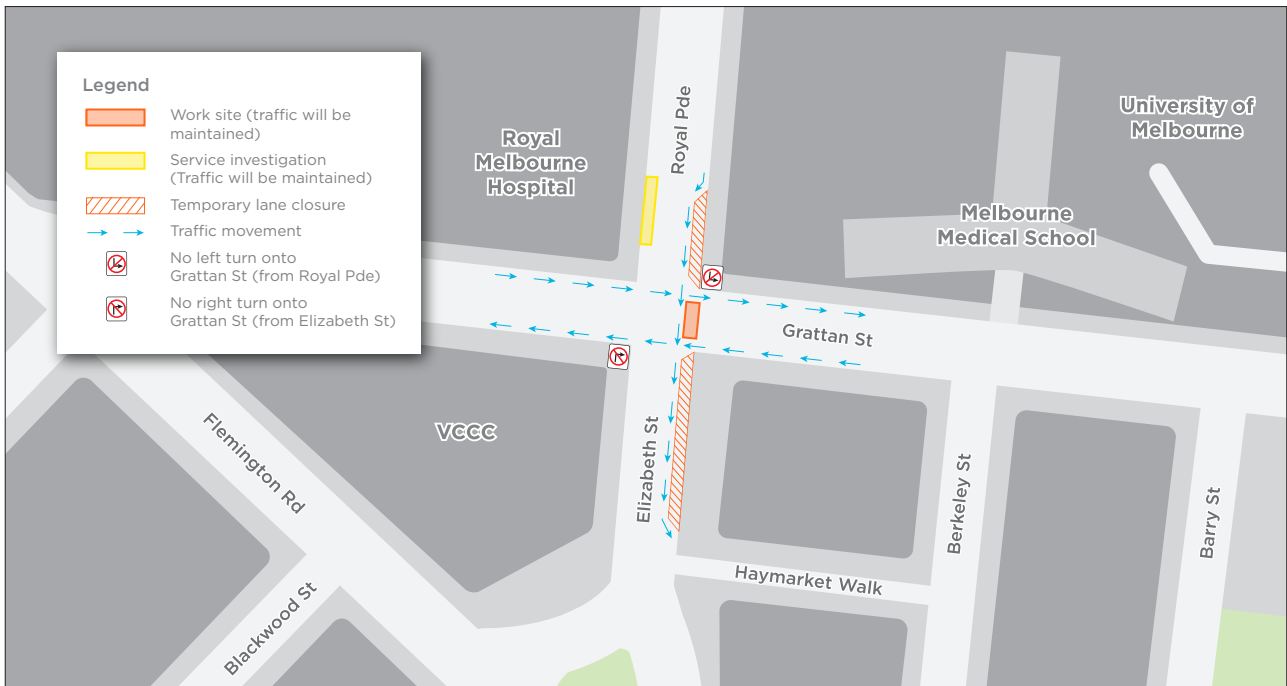 Legend
Work site (traffic will be
maintained)
Service investigation
(Traffic will be maintained)
Temporary lane closure
Traffic movement
No left turn onto
Grattan St (from Royal Pde)
No right turn onto
Grattan St (from Elizabeth St)
Royal
Melbourne
Hospital
Royal Pde
University of
Melbourne
Melbourne
Medical School
Grattan St
VCCC
Flemington Rd
Elizabeth St
Berkeley St
Barry St
Haymarket Walk
Blackwood St